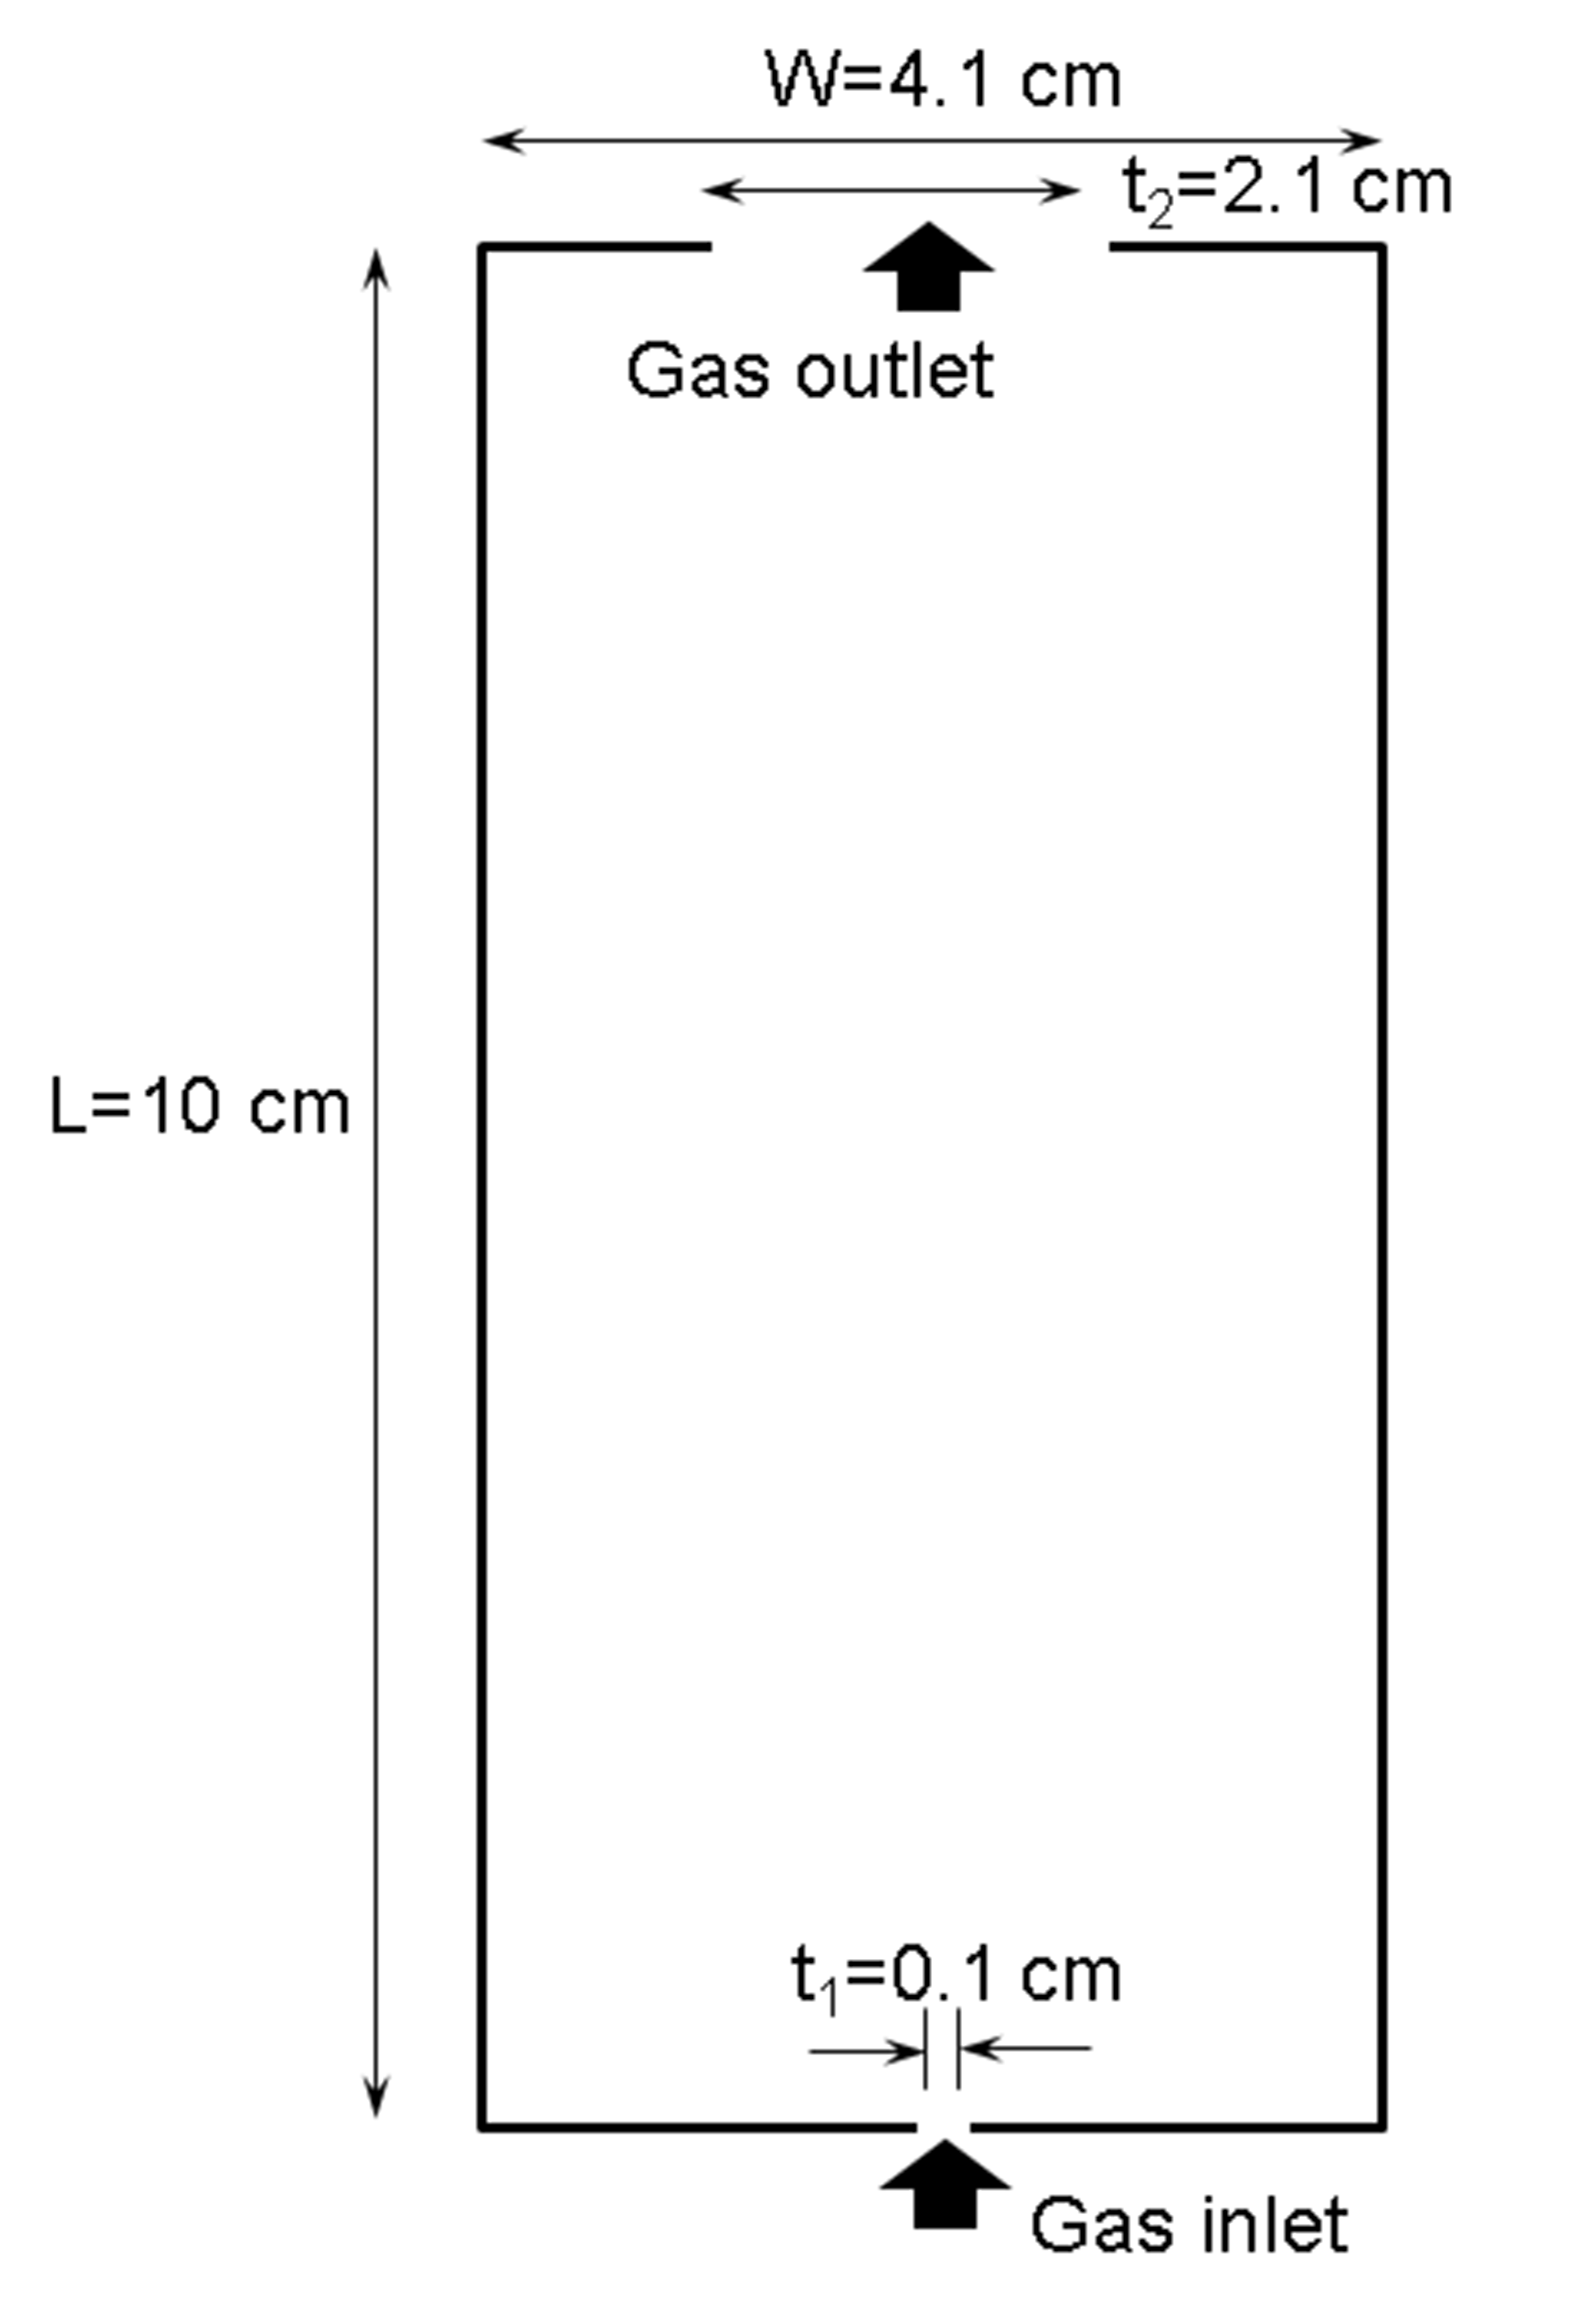 W=4.1 cm
t₂=2.1 cm
Gas outlet
L=10 cm
t₁=0.1 cm
Gas inlet